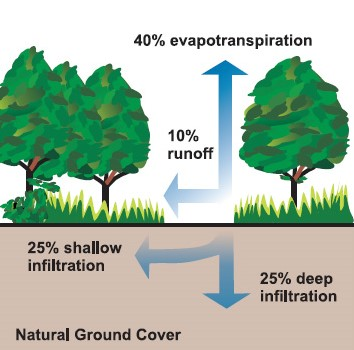 40% evapotranspiration
10%
runoff
25% shallow
infiltration
25% deep
infiltration
Natural Ground Cover